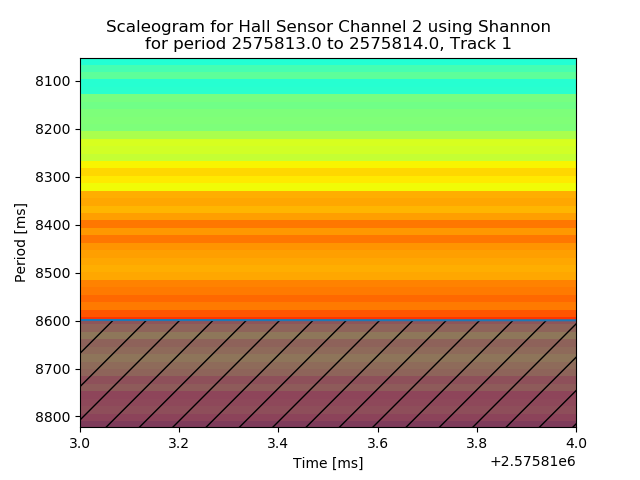 Scaleogram for Hall Sensor Channel 2 using Shannon
for period 2575813.0 to 2575814.0, Track 1
8100
8200
8300
8400
8500
8600
8700
8800
Period [ms]
3.0 3.2 3.4 3.6 3.8 4.0
Time [ms]
+2.57581e6